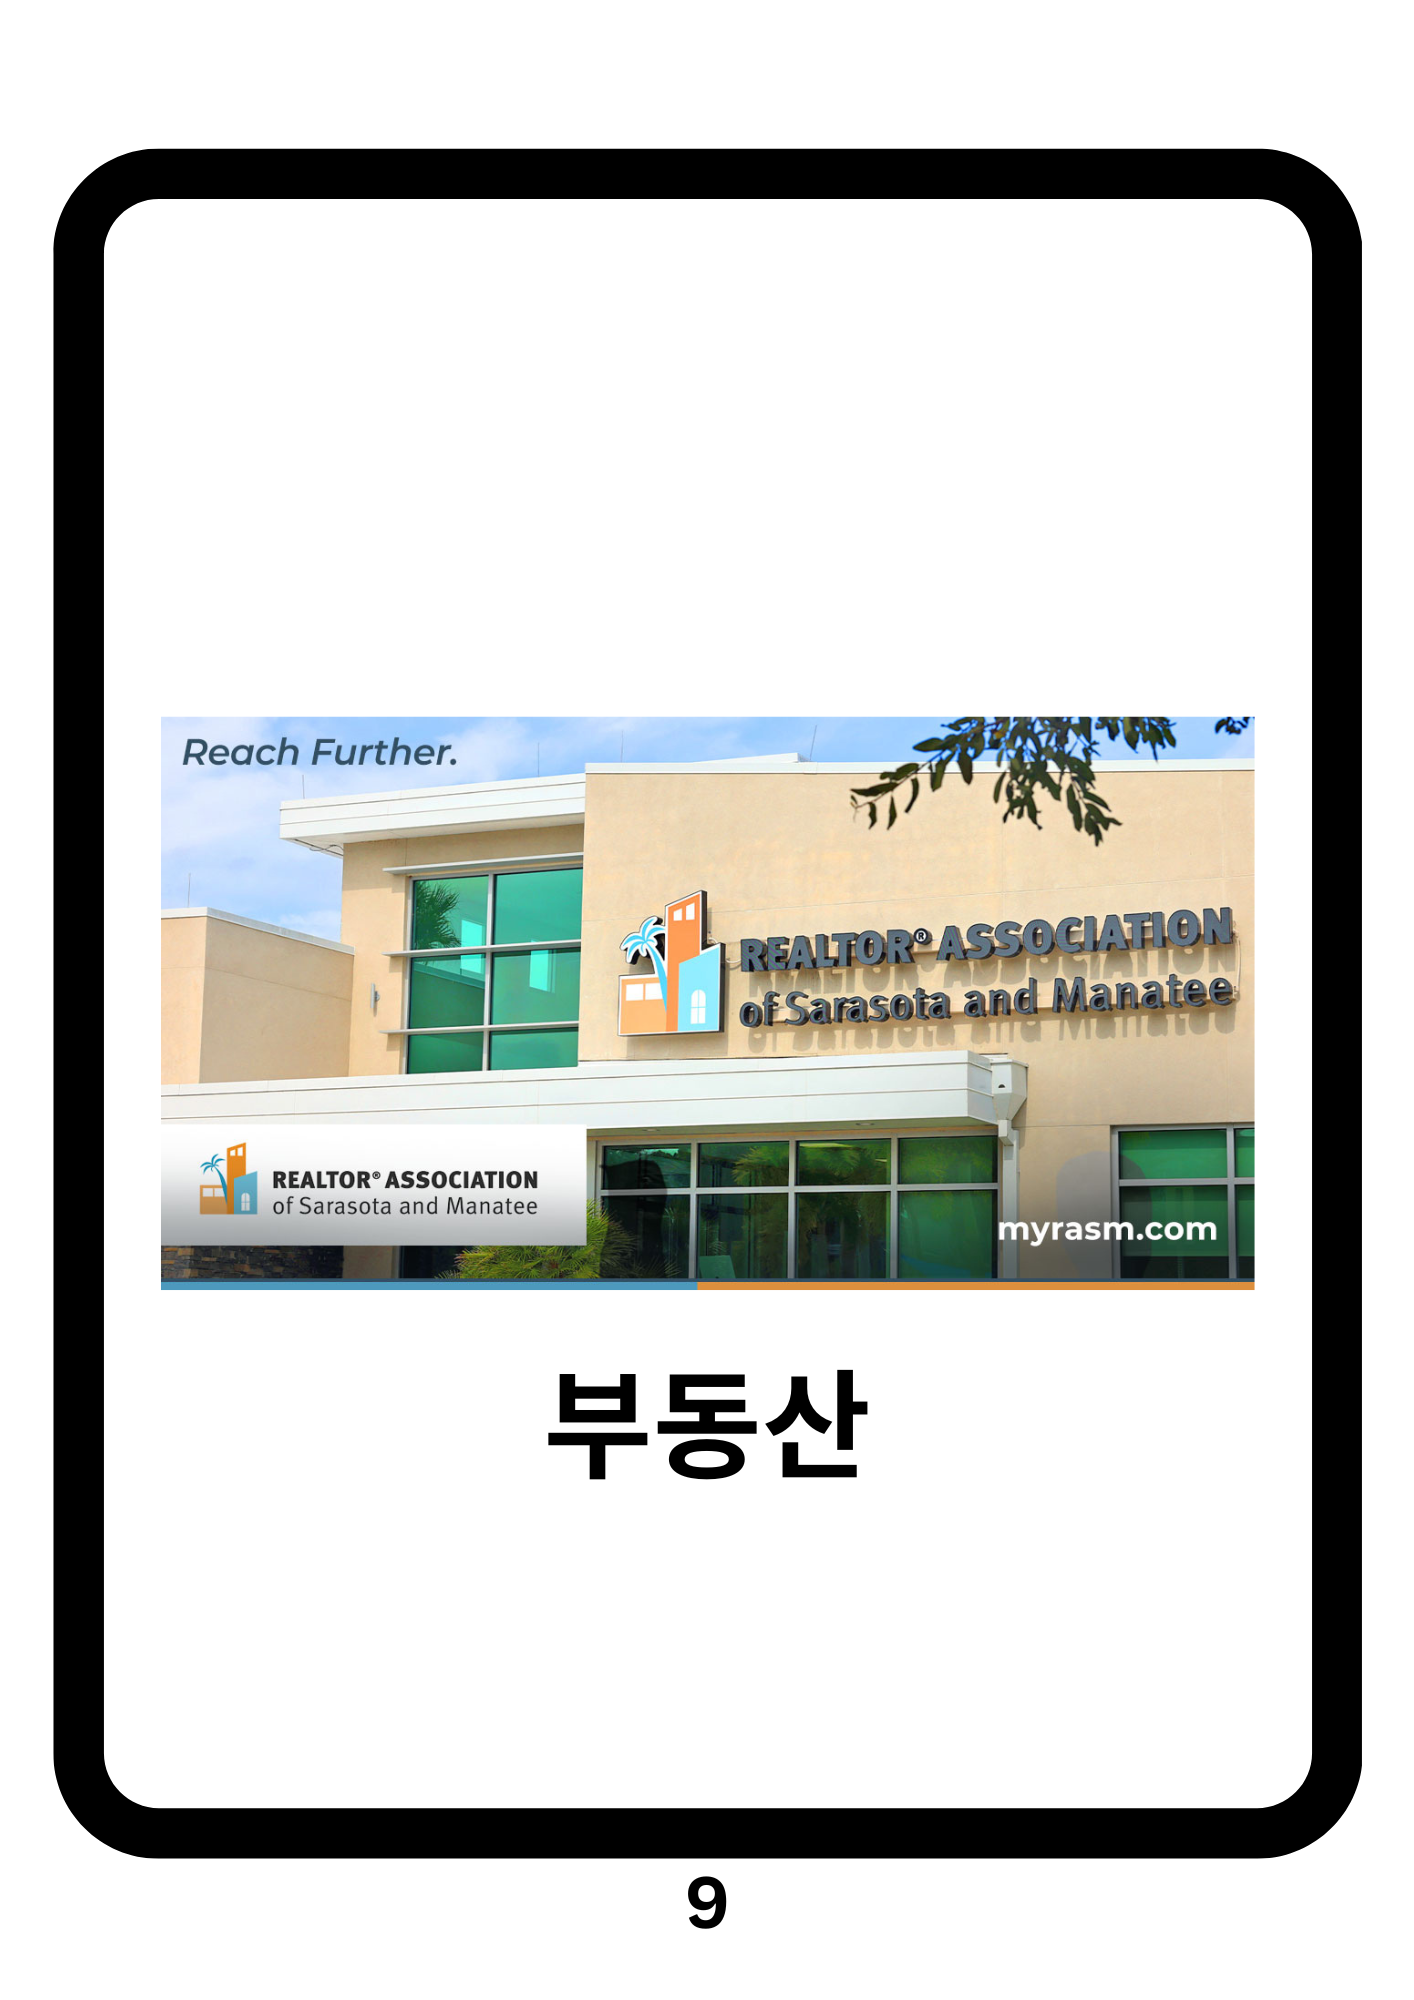 Reach Further.
REALTOR® ASSOCIATION
of Sarasota and Manatee
REALTOR® ASSOCIATION
of Sarasota and Manatee
myrasm.com
부동산
9